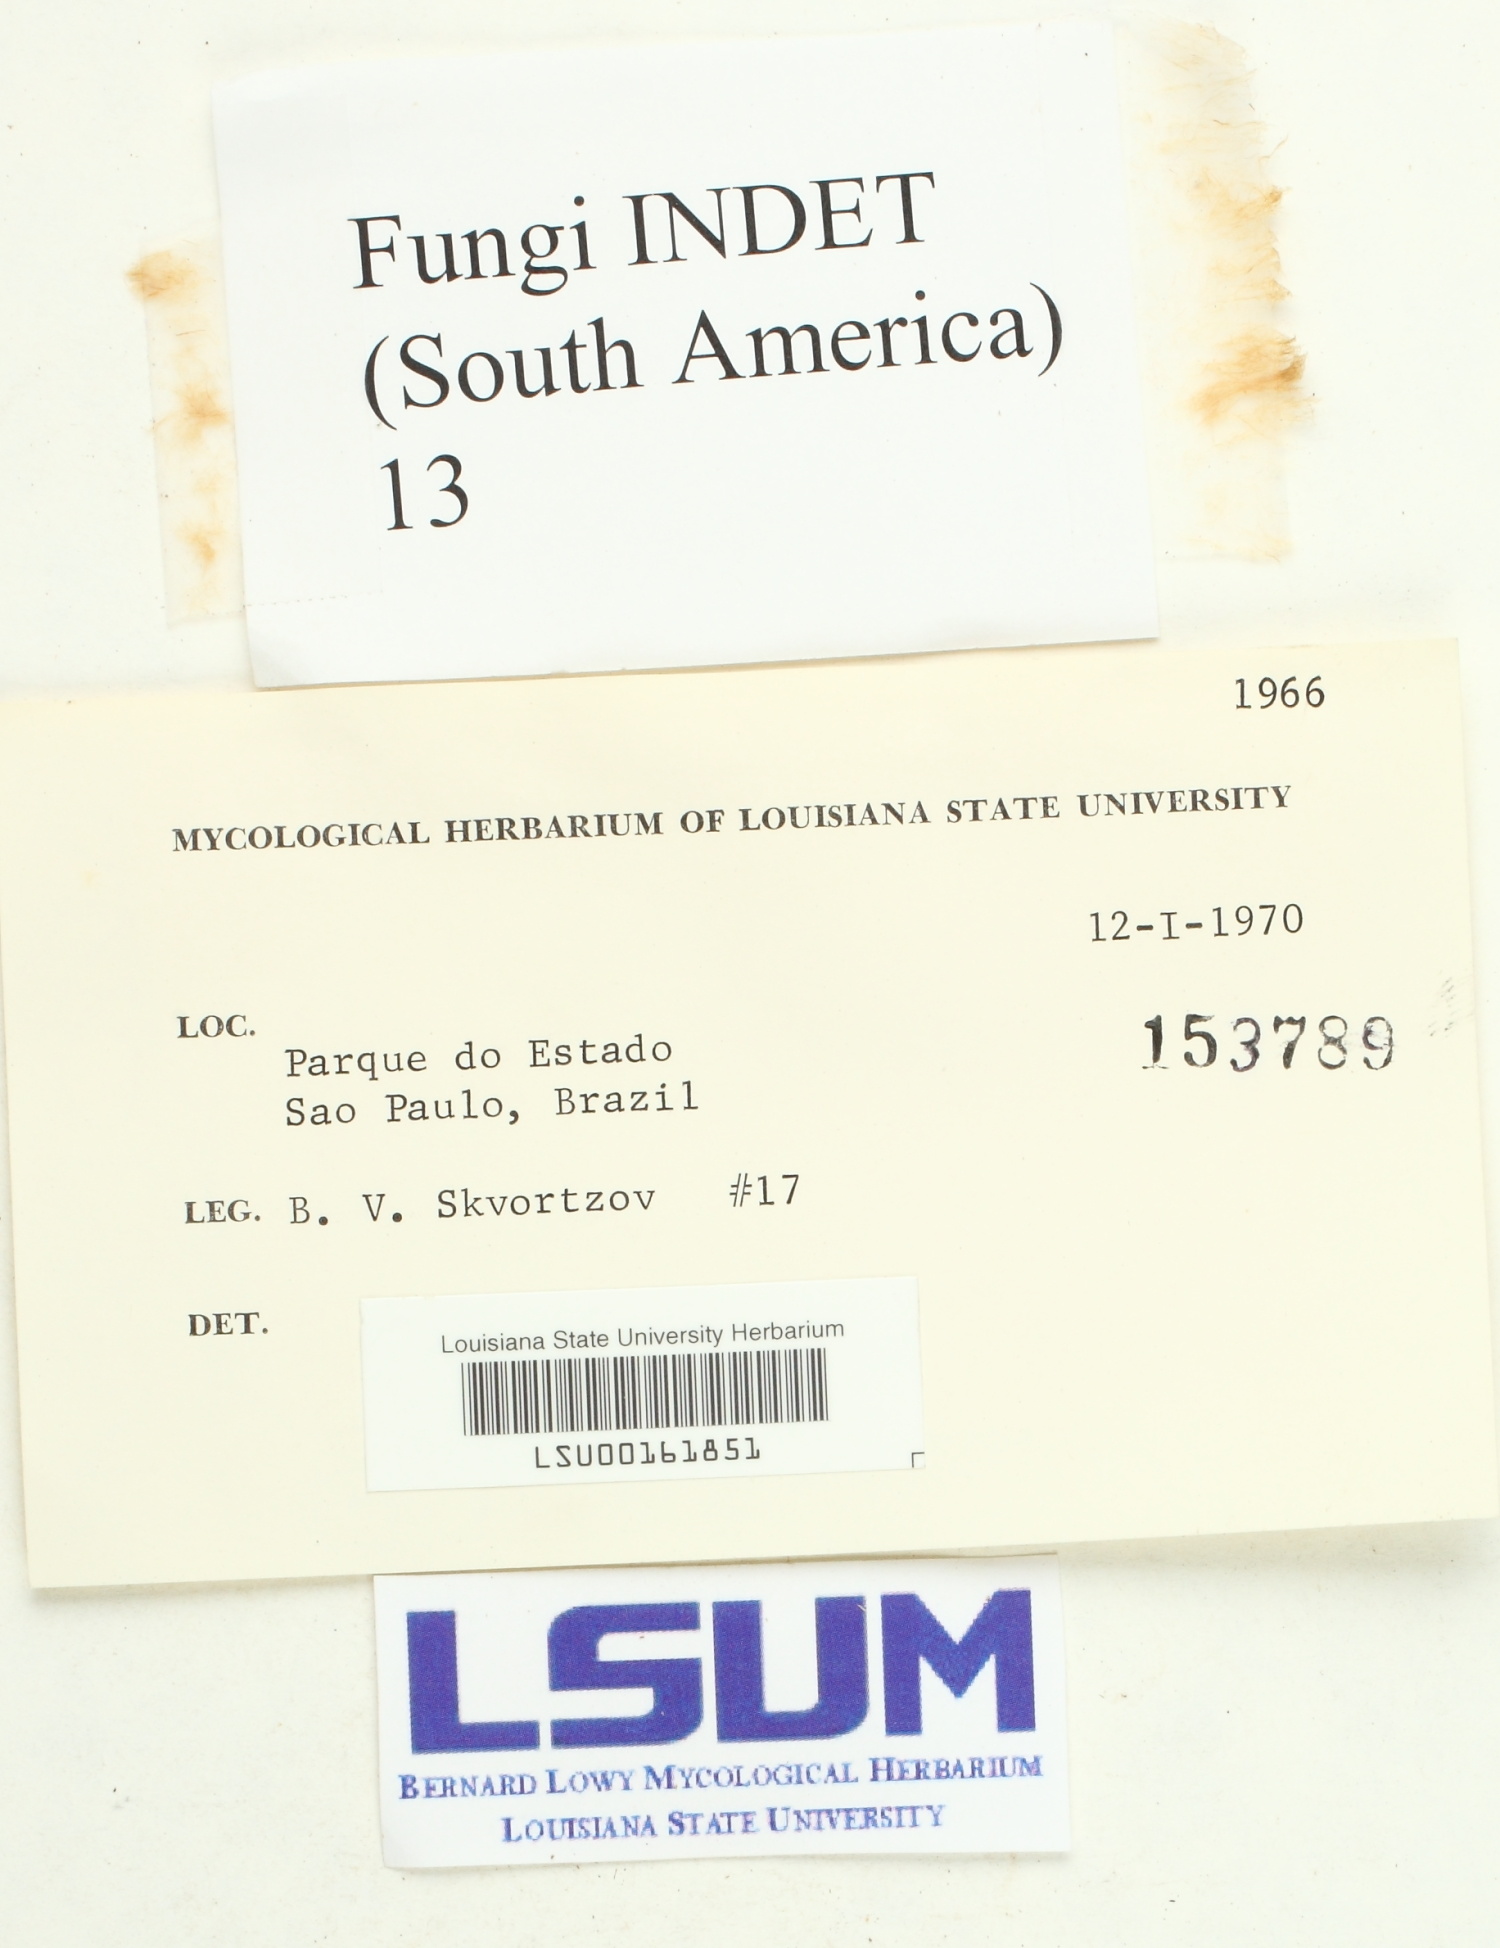 Fungi INDET
(South America)
13
1966
MYCOLOGICAL HERBARIUM OF LOUISIANA STATE UNIVERSITY
12-I-1970
LOC.
153789
Parque do Estado
Sao Paulo, Brazil
LEG. B. V. Skvortzov #17
DET.
Louisiana State University Herbarium
LSU00161851
LSUM
BERNARD LOWY MYCOLOGICAL HERBARIUM
LOUISIANA STATE UNIVERSITY